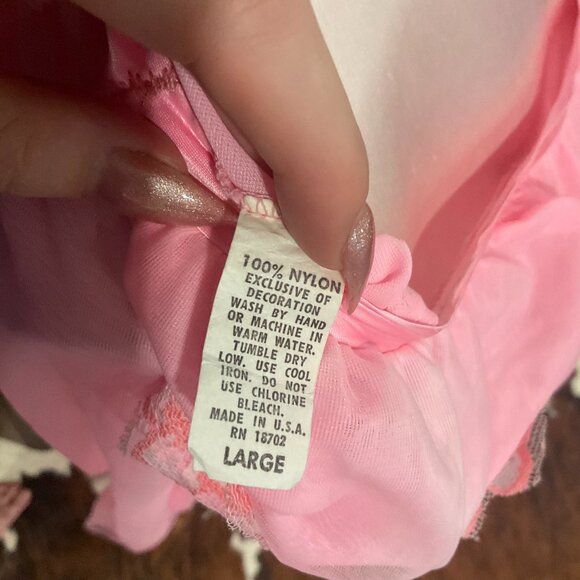 100% NYLON
EXCLUSIVE OF
DECORATION
WASH BY HAND
OR MACHINE IN
WARM WATER.
TUMBLE DRY
LOW. USE COOL
IRON. DO NOT
USE CHLORINE
BLEACH.
MADE IN U.S.A.
RN 18702
LARGE